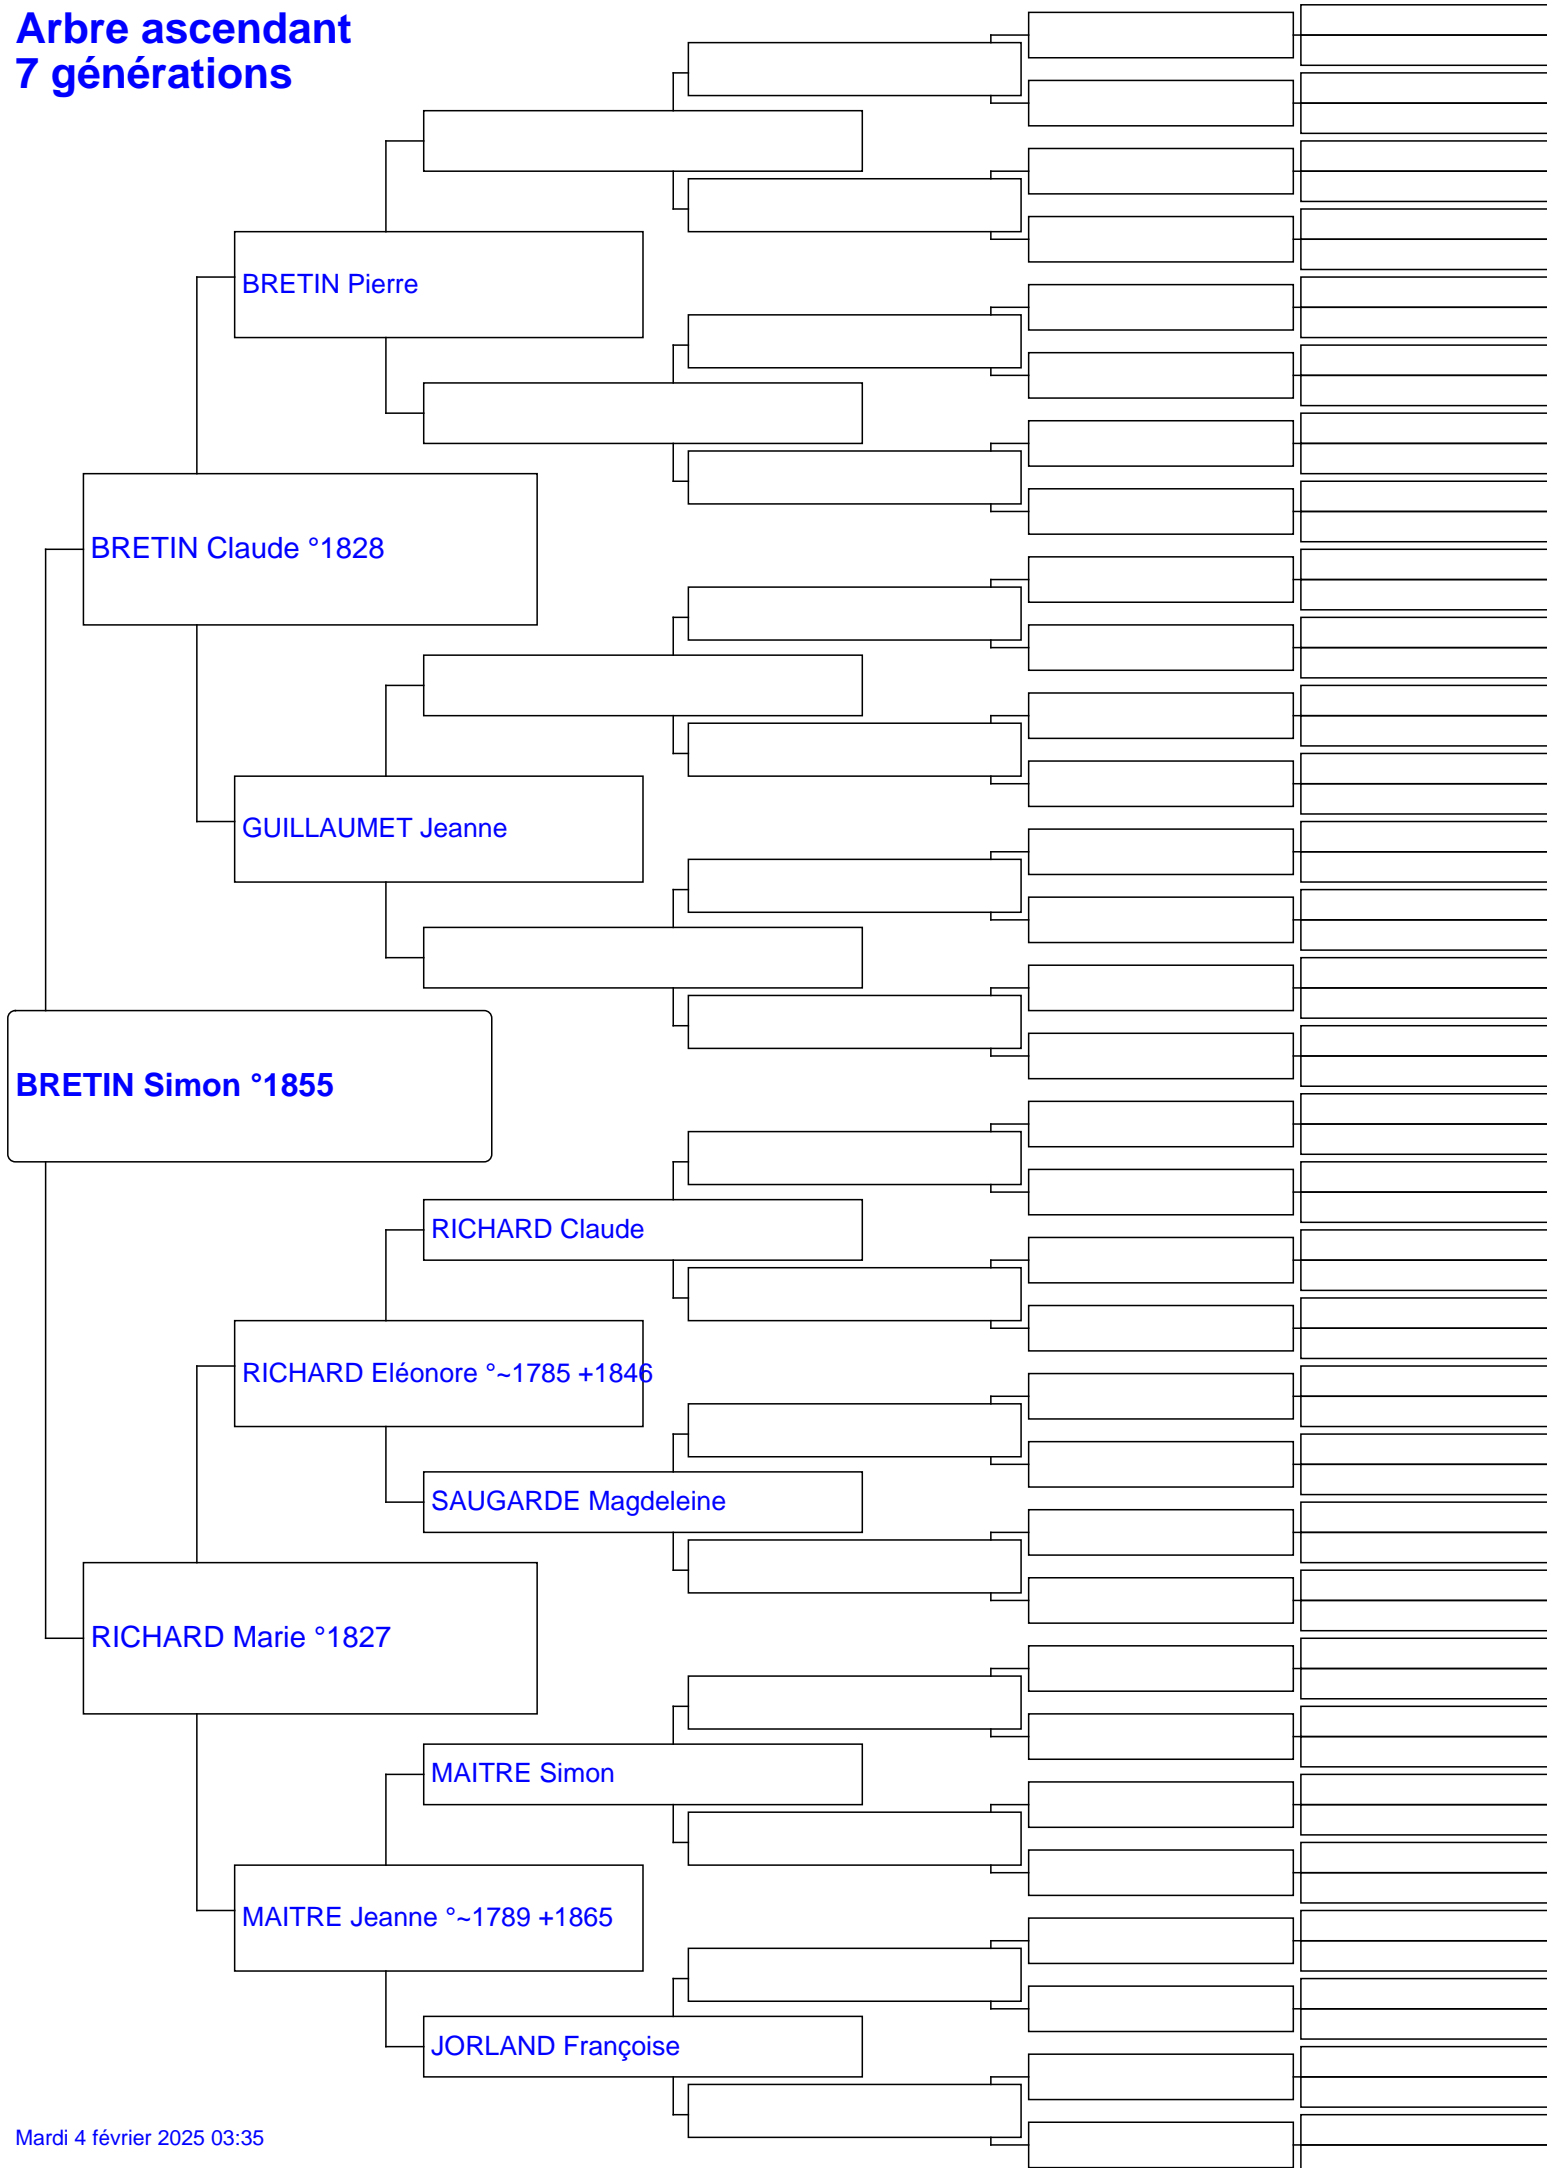 Arbre ascendant
7 générations
BRETIN Pierre
BRETIN Claude °1828
GUILLAUMET Jeanne
BRETIN Simon °1855
RICHARD Claude
RICHARD Eléonore °~1785 +1846
SAUGARDE Magdeleine
RICHARD Marie °1827
MAITRE Simon
MAITRE Jeanne °~1789 +1865
JORLAND Françoise
Mardi 4 février 2025 03:35